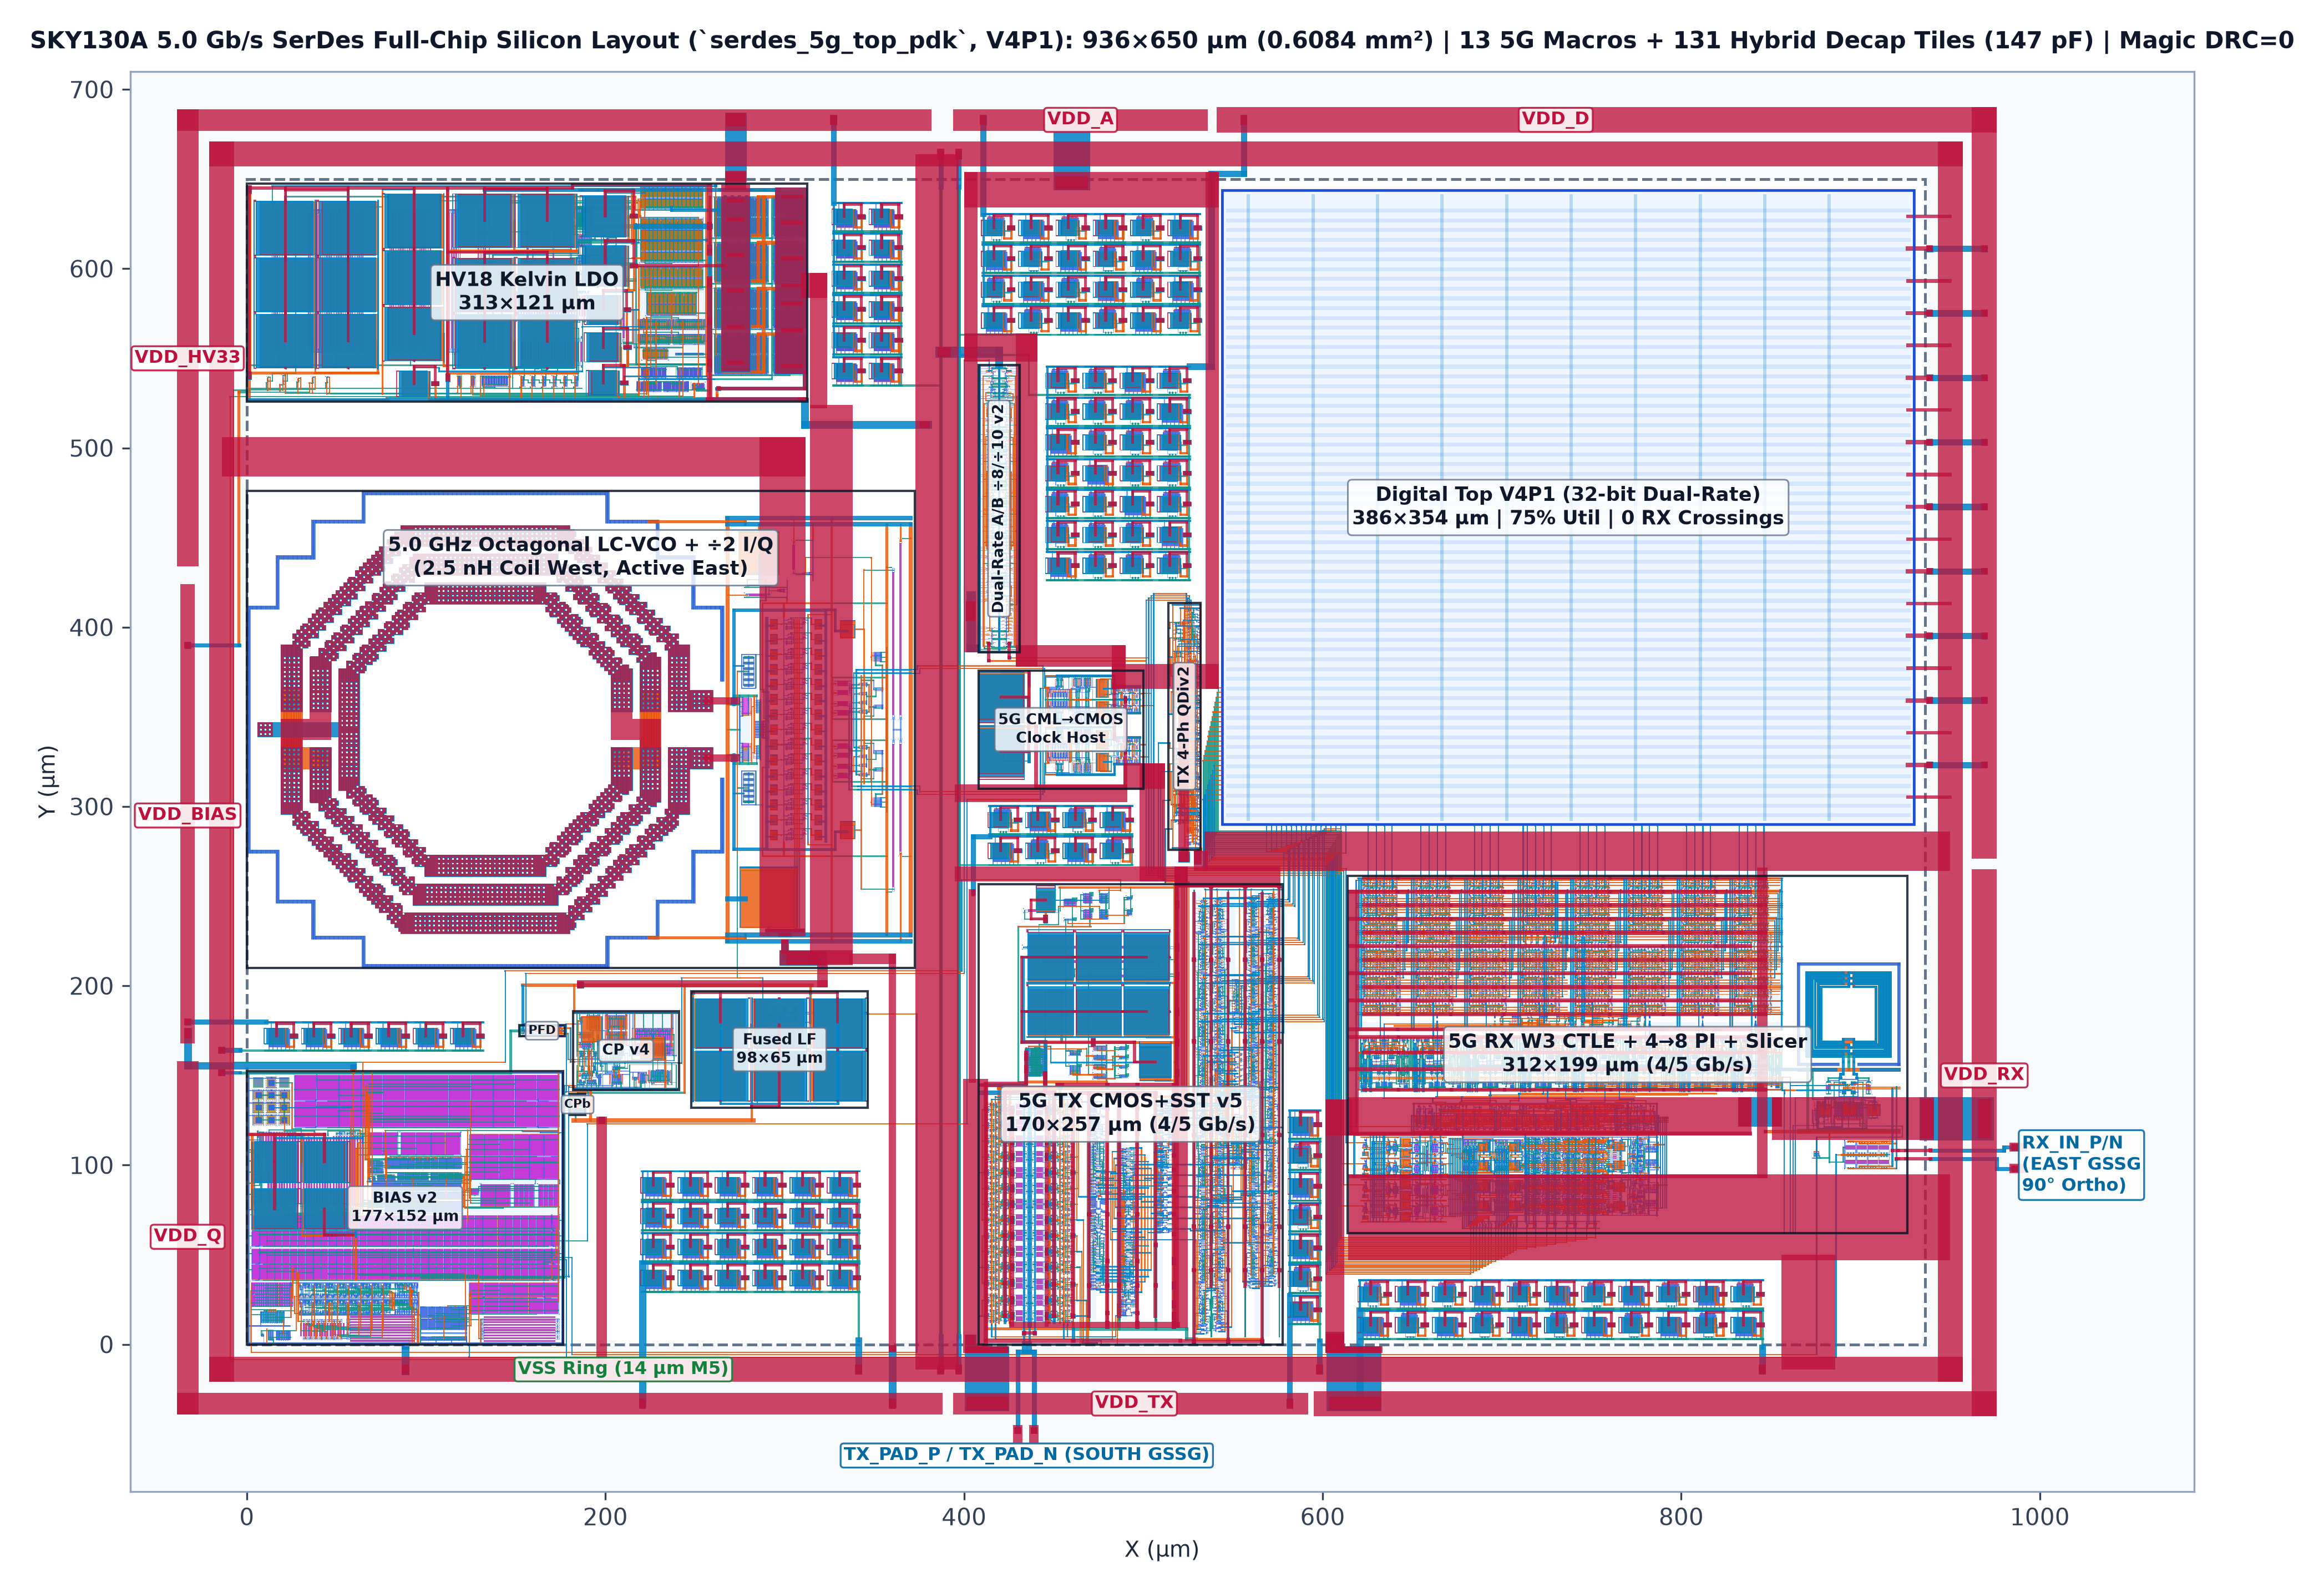 SKY130A 5.0 Gb/s SerDes Full-Chip Silicon Layout (`serdes_5g_top_pdk`, V4P1): 936×650 μm (0.6084 mm²) | 13 5G Macros + 131 Hybrid Decap Tiles (147 pF) | Magic DRC=0
700
600
500
400
300
200
100
0
Y (μm)
VDD_A
VDD_D
HV18 Kelvin LDO
313×121 μm
VDD_HV33
Dual-Rate A/B ÷8/÷10 v2
Digital Top V4P1 (32-bit Dual-Rate)
386×354 μm | 75% Util | 0 RX Crossings
5.0 GHz Octagonal LC-VCO + ÷2 I/Q
(2.5 nH Coil West, Active East)
5G CML→CMOS
Clock Host
TX 4-Ph QDiv2
VDD_BIAS
PFD
CP v4
Fused LF
98×65 μm
CPb
5G RX W3 CTLE + 4→8 PI + Slicer
312×199 μm (4/5 Gb/s)
VDD_RX
5G TX CMOS+SST v5
170×257 μm (4/5 Gb/s)
RX_IN_P/N
(EAST GSSG
90° Ortho)
BIAS v2
177×152 μm
VDD_Q
VSS Ring (14 μm M5)
VDD_TX
TX_PAD_P / TX_PAD_N (SOUTH GSSG)
0
200
400
600
800
1000
X (μm)